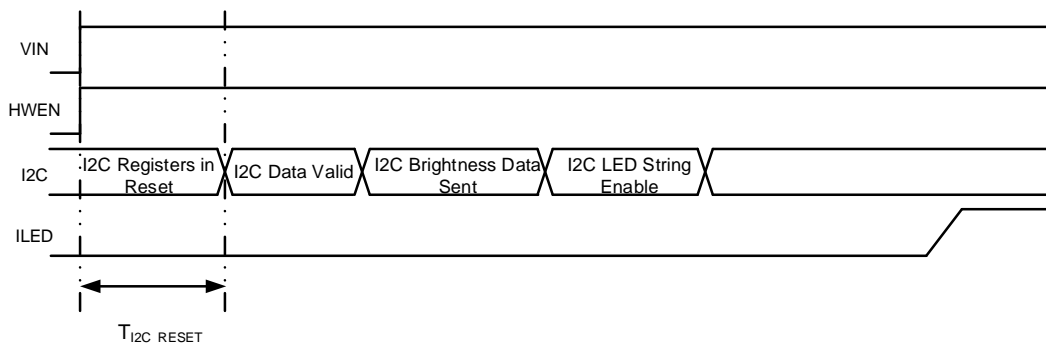 VIN
HWEN
I2C
I2C Registers in
Reset
I2C Data Valid
I2C Brightness Data
Sent
I2C LED String
Enable
ILED
TI2C RESET